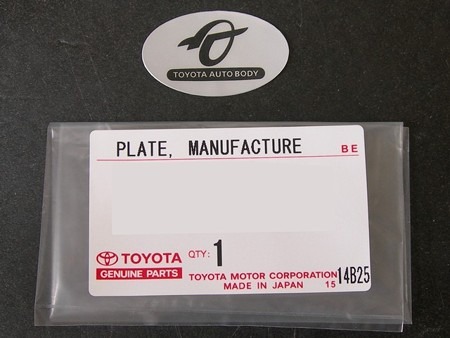 TOYOTA AUTO BODY
PLATE, MANUFACTURE BE
TOYOTA QTY: 1
GENUINE PARTS
TOYOTA MOTOR CORPORATION 14B25
MADE IN JAPAN 15